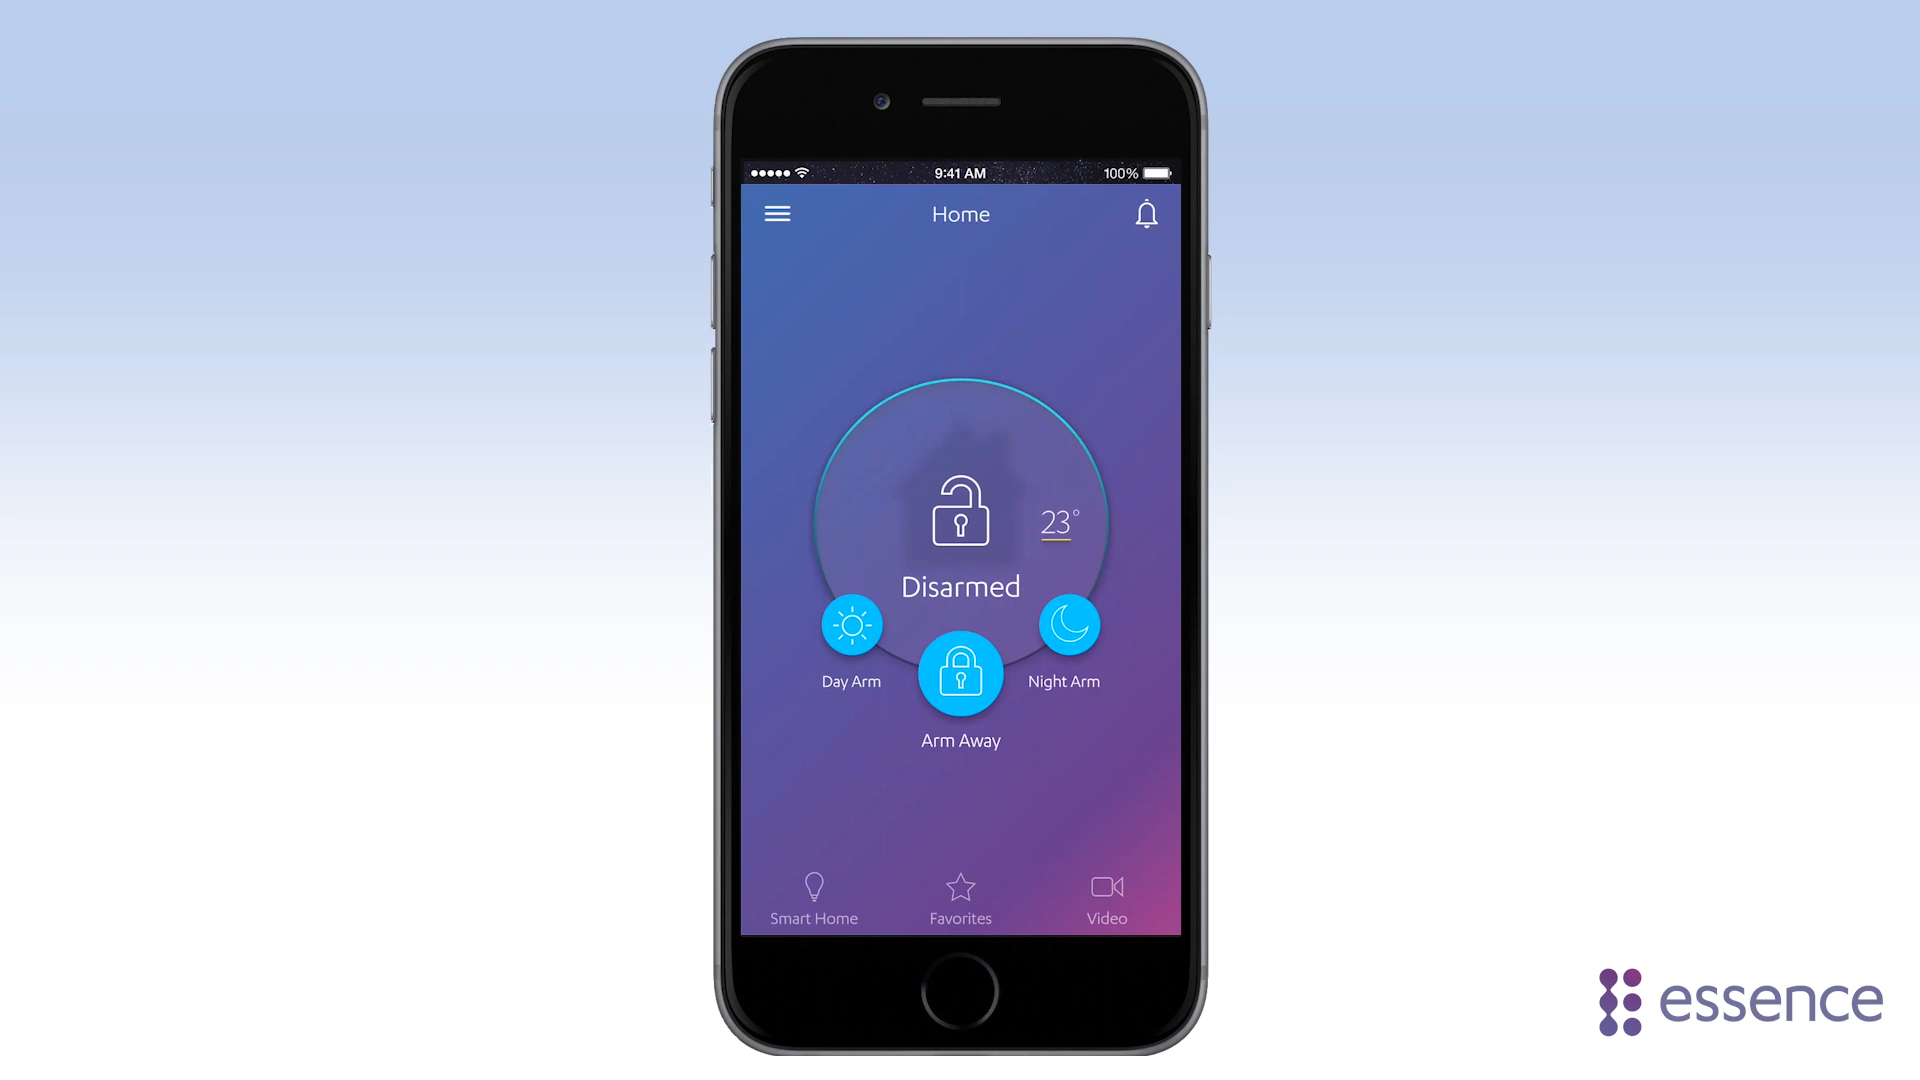 9:41 AM 100%
Home
23°
Disarmed
Day Arm
Night Arm
Arm Away
Smart Home
Favorites
Video
essence